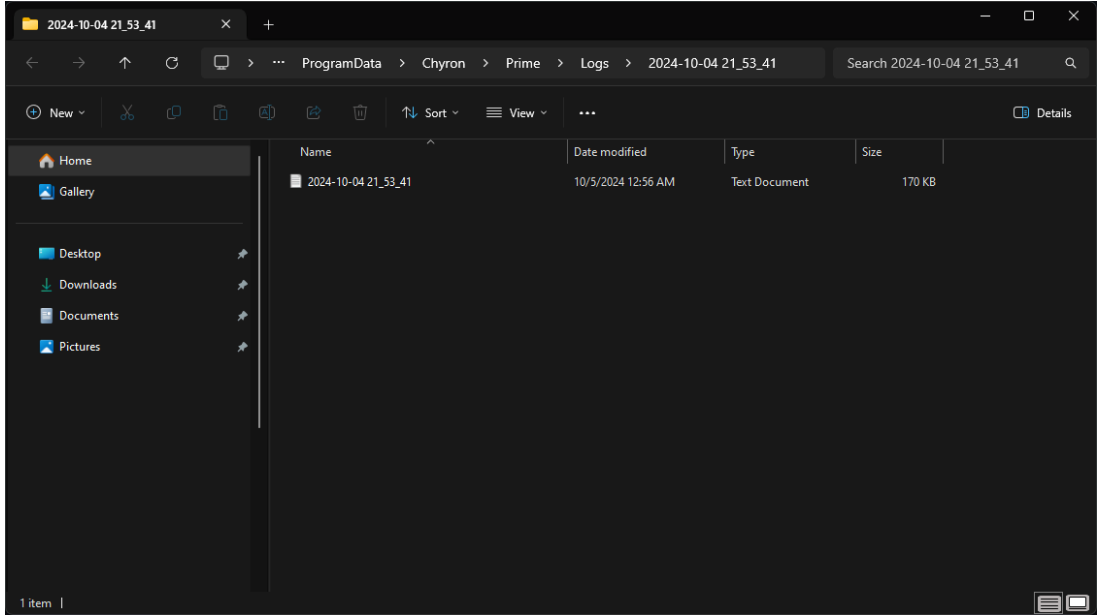 2024-10-04 21_53_41
ProgramData > Chyron > Prime > Logs > 2024-10-04 21_53_41
Search 2024-10-04 21_53_41
New
Sort
View
Details
Home
Gallery
Desktop
Downloads
Documents
Pictures
Name Date modified Type Size
2024-10-04 21_53_41 10/5/2024 12:56 AM Text Document 170 KB
1 item